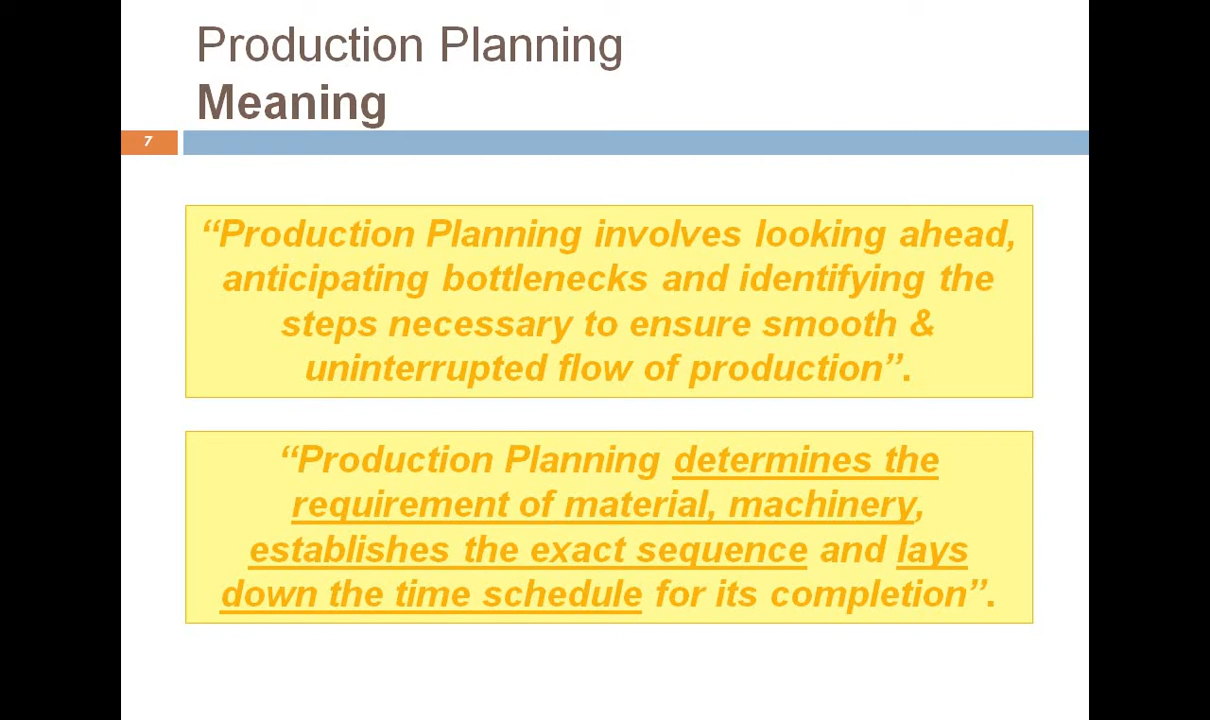 Production Planning
Meaning
7
“Production Planning involves looking ahead,
anticipating bottlenecks and identifying the
steps necessary to ensure smooth &
uninterrupted flow of production”.
“Production Planning determines the
requirement of material, machinery,
establishes the exact sequence and lays
down the time schedule for its completion”.